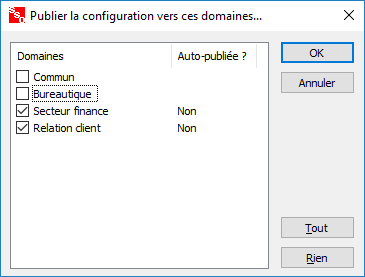 Publier la configuration vers ces domaines...
Domaines Auto-publiée ?
Commun
Bureautique
Secteur finance Non
Relation client Non
OK
Annuler
Tout
Rien